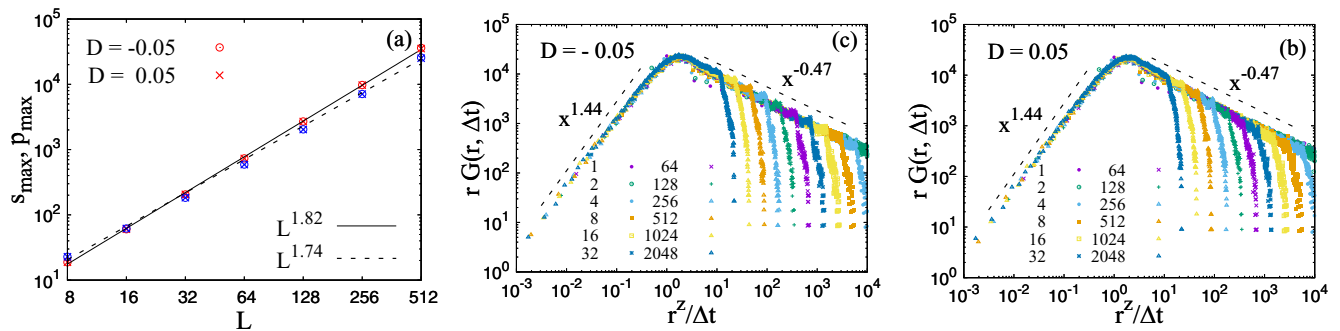 (a)
D = -0.05
D = 0.05
s_max, p_max
10^5
10^4
10^3
10^2
10^1
L^1.82
L^1.74
8 16 32 64 128 256 512
L
(c)
D = - 0.05
r G(r, Δt)
10^5
10^4
10^3
10^2
10^1
10^0
x^1.44
x^-0.47
1 64
2 128
4 256
8 512
16 1024
32 2048
10^-3 10^-2 10^-1 10^0 10^1 10^2 10^3 10^4
r^z/Δt
(b)
D = 0.05
r G(r, Δt)
10^5
10^4
10^3
10^2
10^1
10^0
x^1.44
x^-0.47
1 64
2 128
4 256
8 512
16 1024
32 2048
10^-3 10^-2 10^-1 10^0 10^1 10^2 10^3 10^4
r^z/Δt